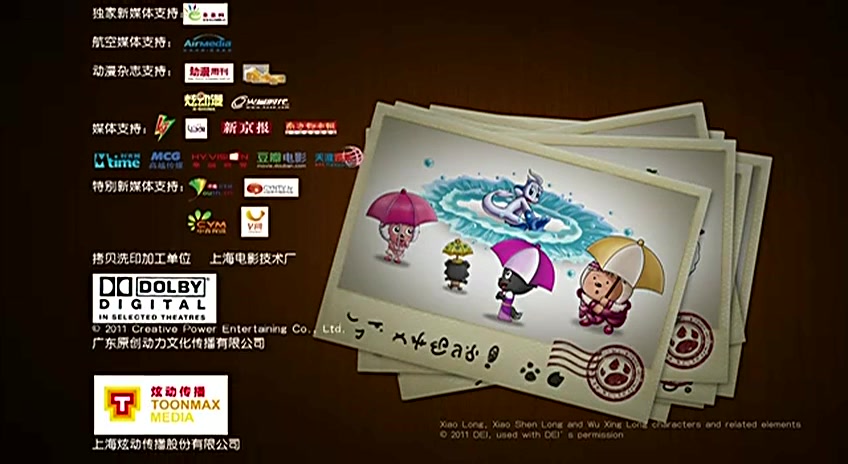 独家新媒体支持:
航空媒体支持: AirMedia
动漫杂志支持: 动漫周刊
炫动漫
媒体支持: 新京报
Mtime MCG HY.VISION 豆瓣电影 天涯
特别新媒体支持:
CYM
拷贝洗印加工单位 上海电影技术厂
DOLBY
DIGITAL
IN SELECTED THEATRES
© 2011 Creative Power Entertaining Co., Ltd.
广东原创动力文化传播有限公司
炫动传播
TOONMAX
MEDIA
上海炫动传播股份有限公司
Xiao Long, Xiao Shen Long and Wu Xing Long characters and related elements
© 2011 DEI, used with DEI's permission